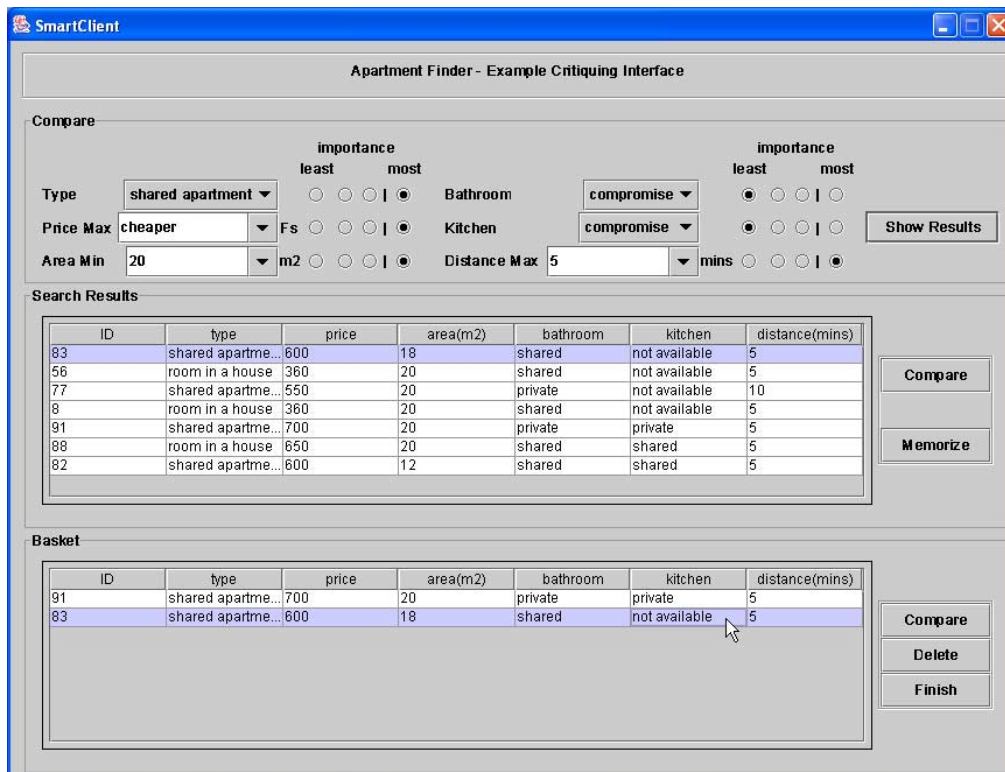 SmartClient
Apartment Finder - Example Critiquing Interface
Compare
importance importance
least most least most
Type shared apartment Bathroom compromise
Price Max cheaper Fs Kitchen compromise Show Results
Area Min 20 m2 Distance Max 5 mins
Search Results
ID type price area(m2) bathroom kitchen distance(mins)
83 shared apartme... 600 18 shared not available 5
56 room in a house 360 20 shared not available 5
77 shared apartme... 550 20 private not available 10
8 room in a house 360 20 shared not available 5
91 shared apartme... 700 20 private private 5
88 room in a house 650 20 shared shared 5
82 shared apartme... 600 12 shared shared 5
Compare
Memorize
Basket
ID type price area(m2) bathroom kitchen distance(mins)
91 shared apartme... 700 20 private private 5
83 shared apartme... 600 18 shared not available 5
Compare
Delete
Finish